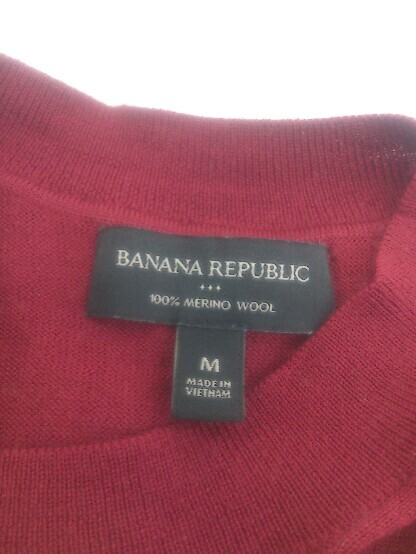 BANANA REPUBLIC
100% MERINO WOOL
M
MADE IN
VIETNAM